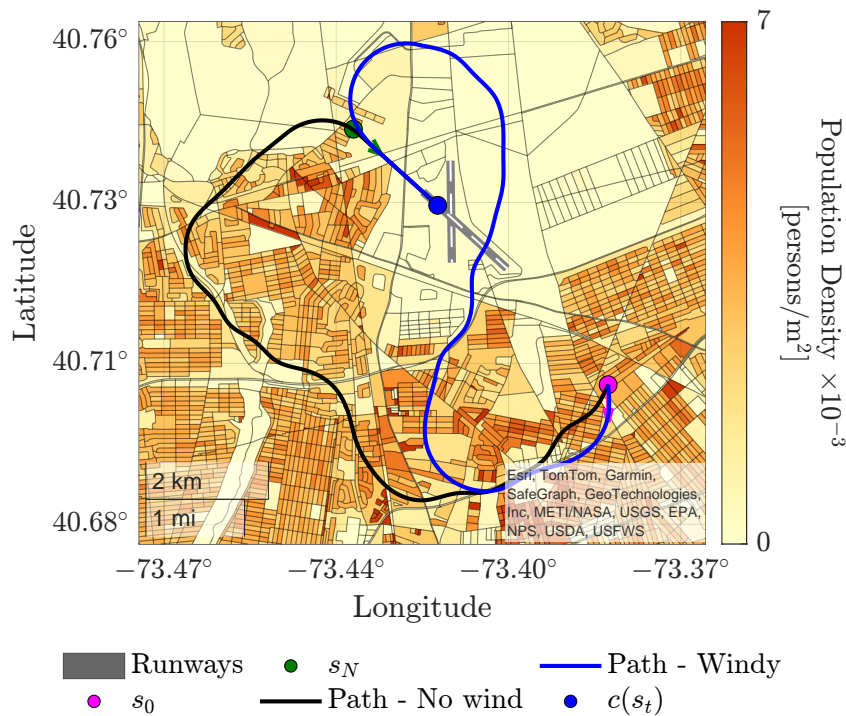 40.76°
40.73°
40.71°
40.68°
Latitude
−73.47°
−73.44°
−73.40°
−73.37°
Longitude
2 km
1 mi
Esri, TomTom, Garmin,
SafeGraph, GeoTechnologies,
Inc, METI/NASA, USGS, EPA,
NPS, USDA, USFWS
7
0
Population Density ×10⁻³
[persons/m²]
Runways
s_N
Path - Windy
s_0
Path - No wind
c(s_t)